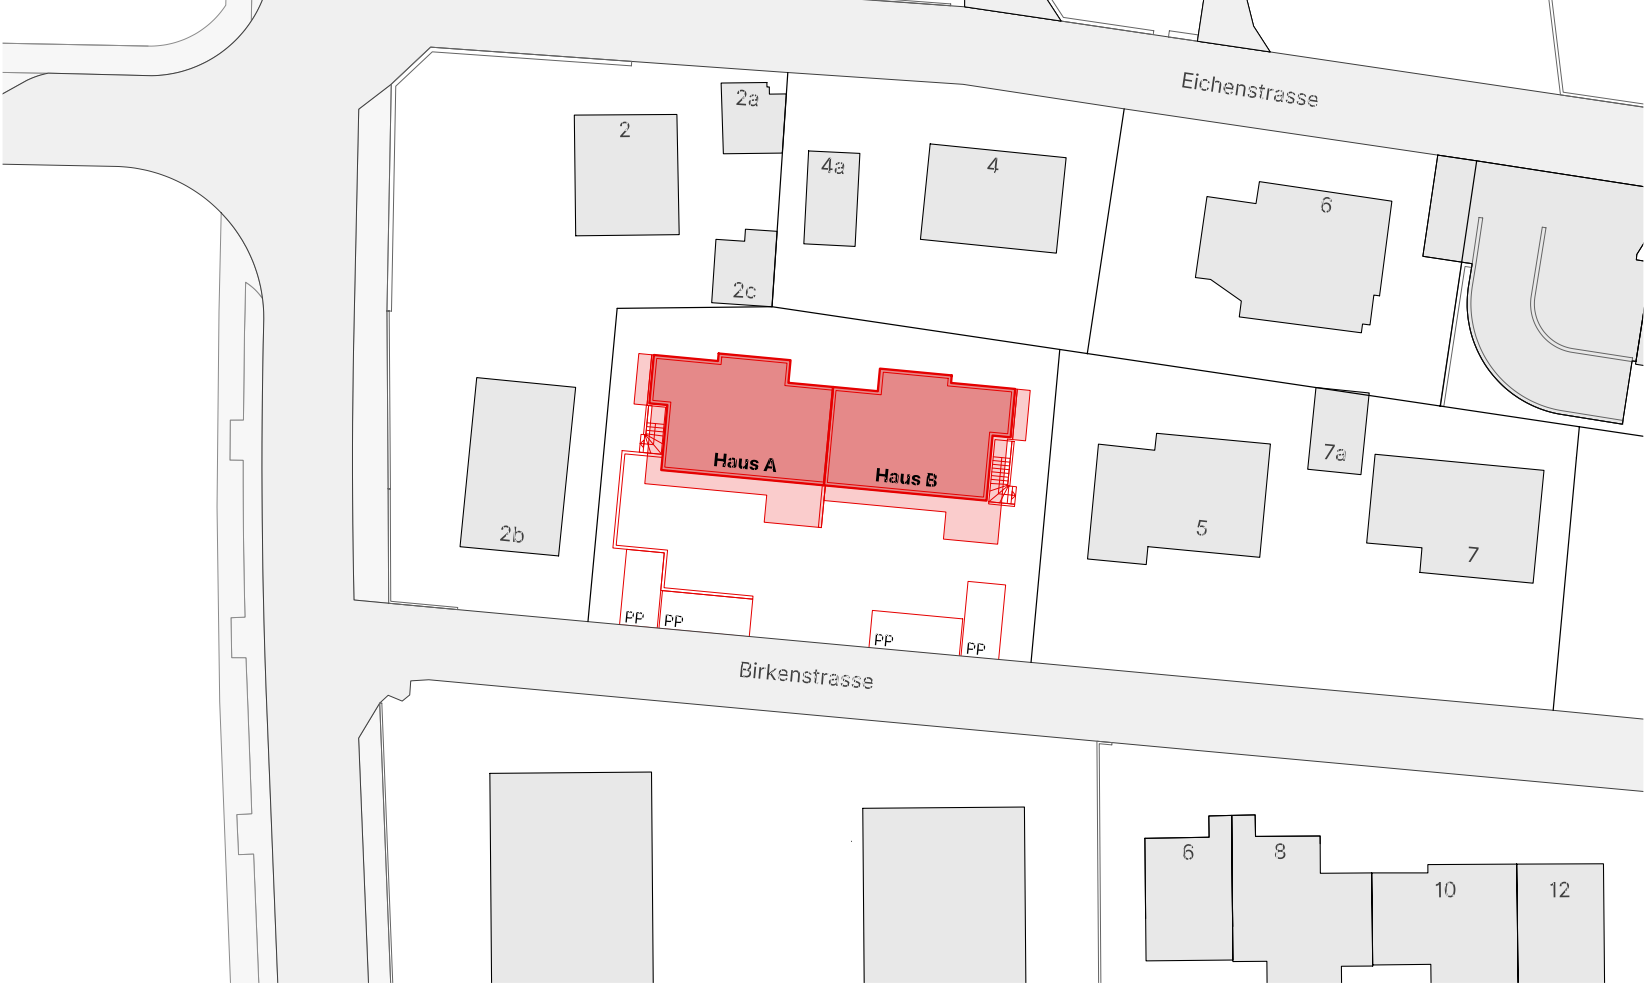 Eichenstrasse
2a
2
4a
4
6
2c
Haus A
Haus B
7a
5
7
2b
PP
PP
PP
PP
Birkenstrasse
6
8
10
12